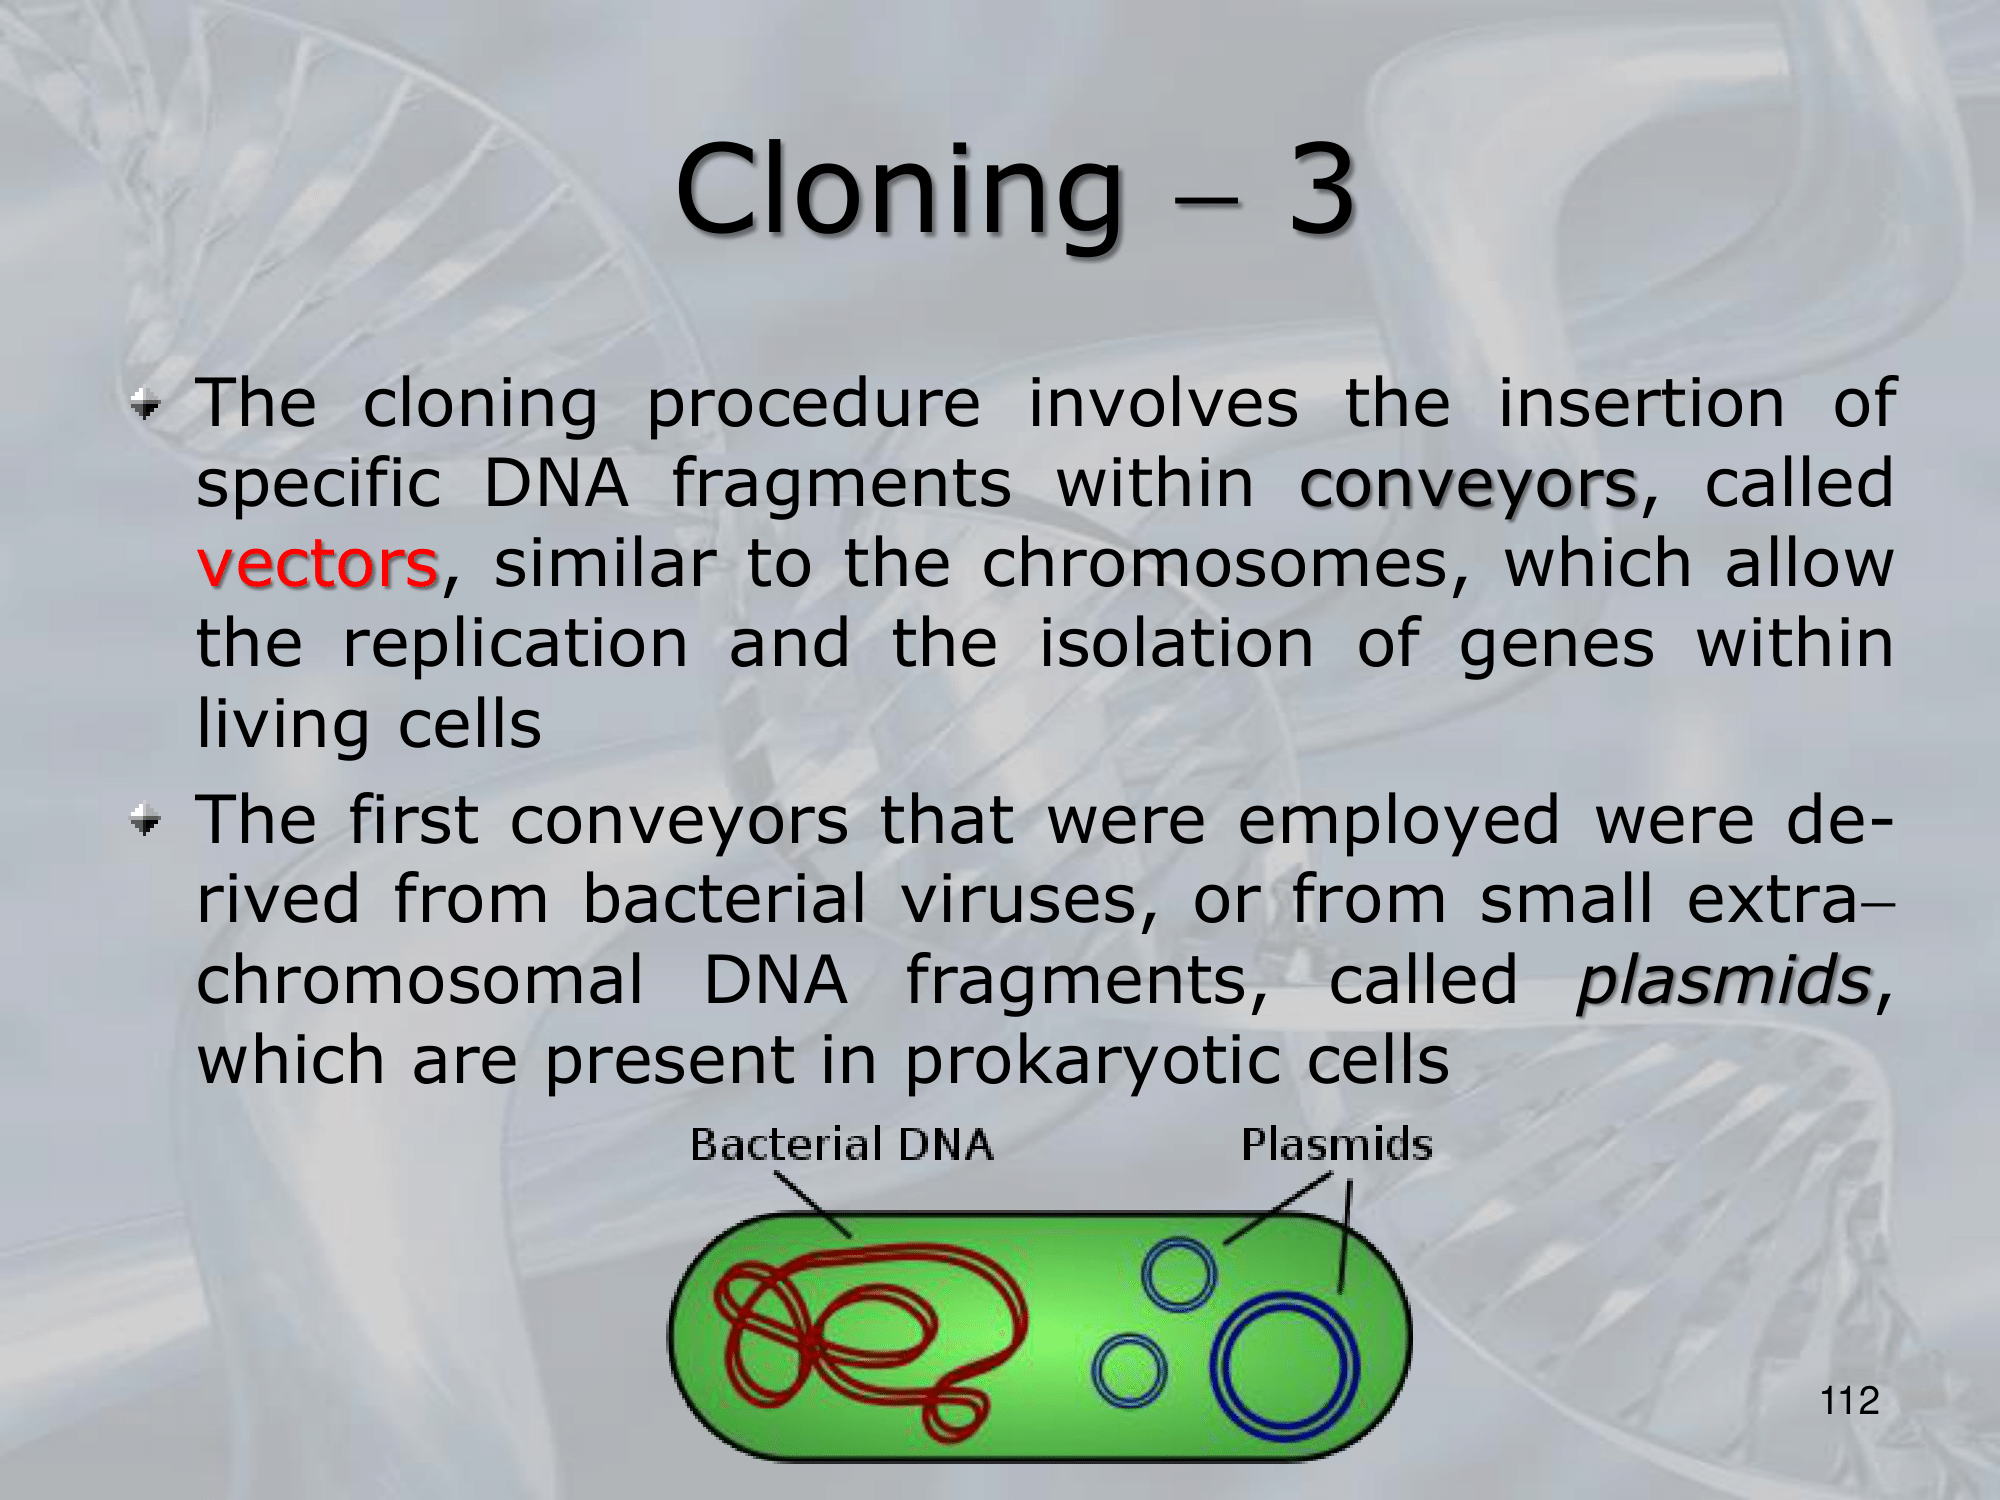 Cloning – 3
The cloning procedure involves the insertion of
specific DNA fragments within conveyors, called
vectors, similar to the chromosomes, which allow
the replication and the isolation of genes within
living cells
The first conveyors that were employed were de-
rived from bacterial viruses, or from small extra–
chromosomal DNA fragments, called plasmids,
which are present in prokaryotic cells
Bacterial DNA Plasmids
112